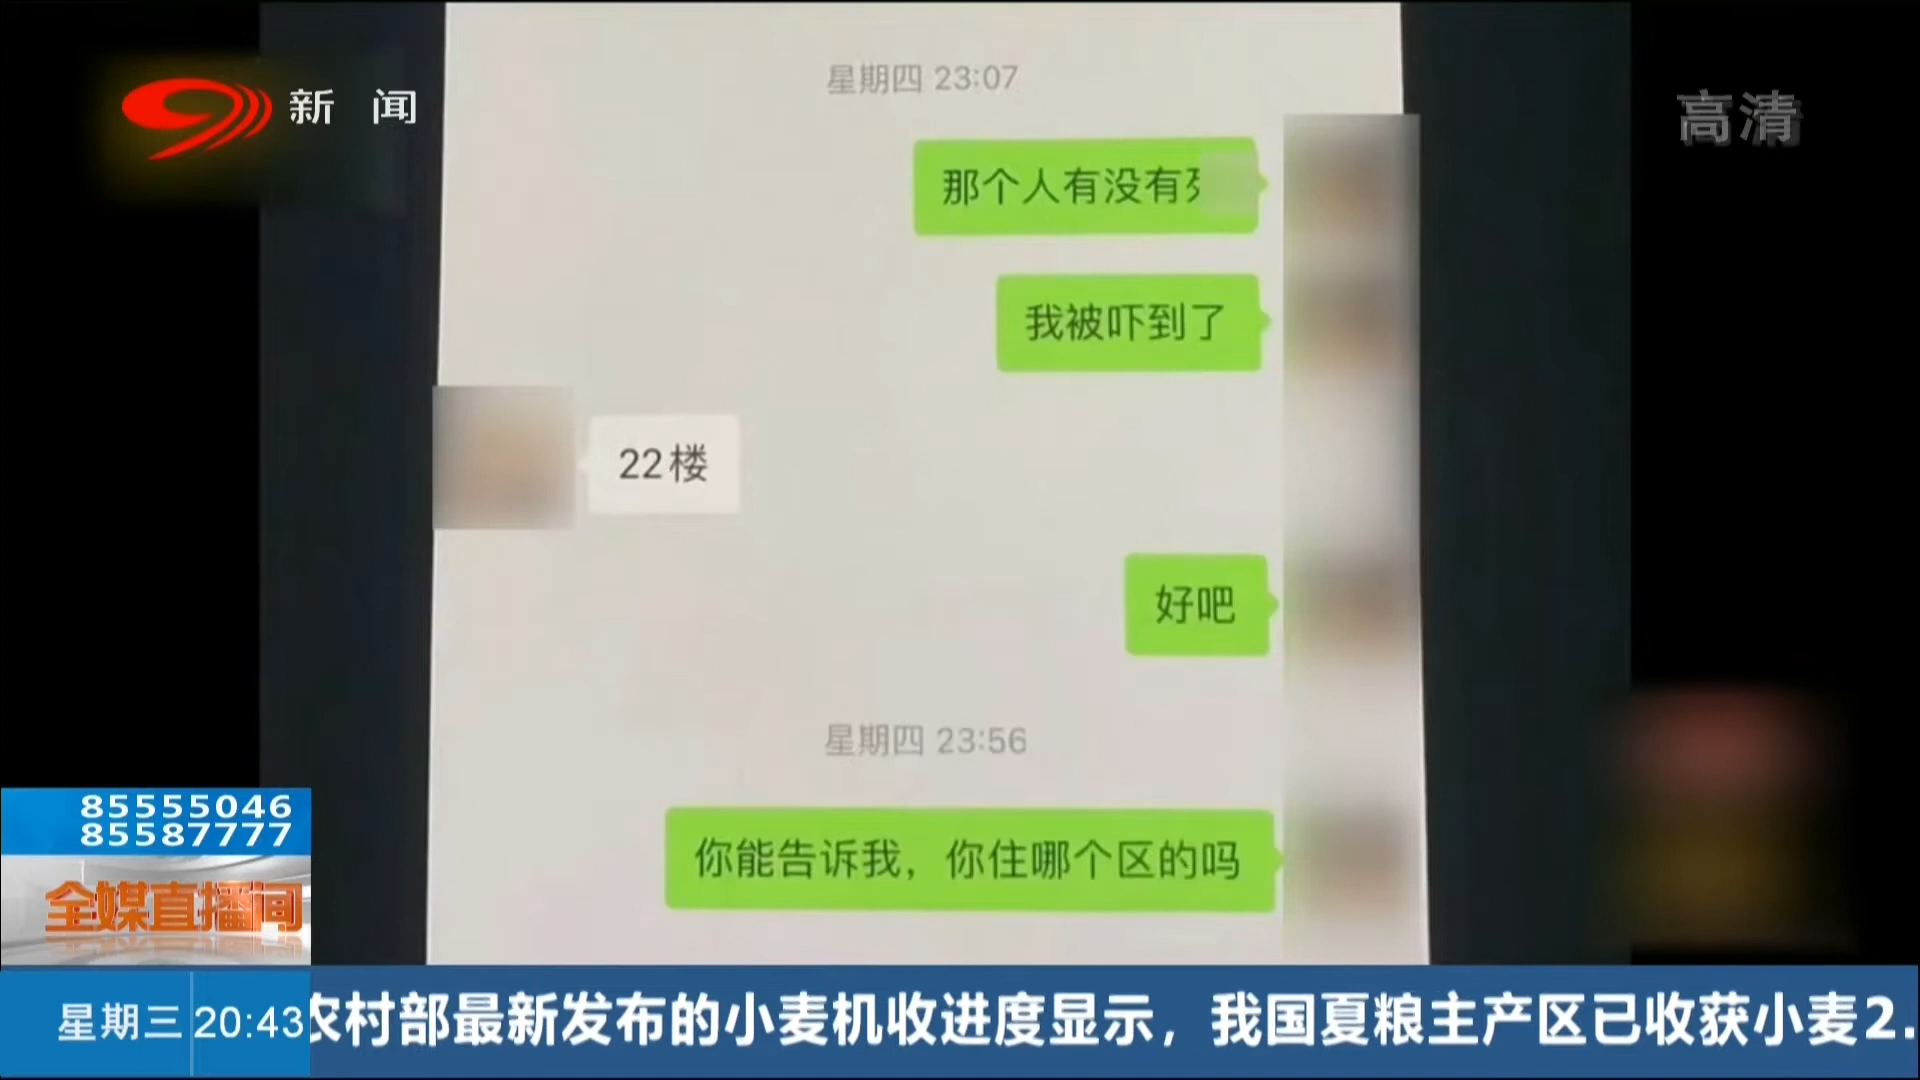 新 闻
高清
星期四 23:07
那个人有没有
我被吓到了
22楼
好吧
星期四 23:56
你能告诉我，你住哪个区的吗
85555046
85587777
全媒直播间
星期三 20:43
农村部最新发布的小麦机收进度显示，我国夏粮主产区已收获小麦2.